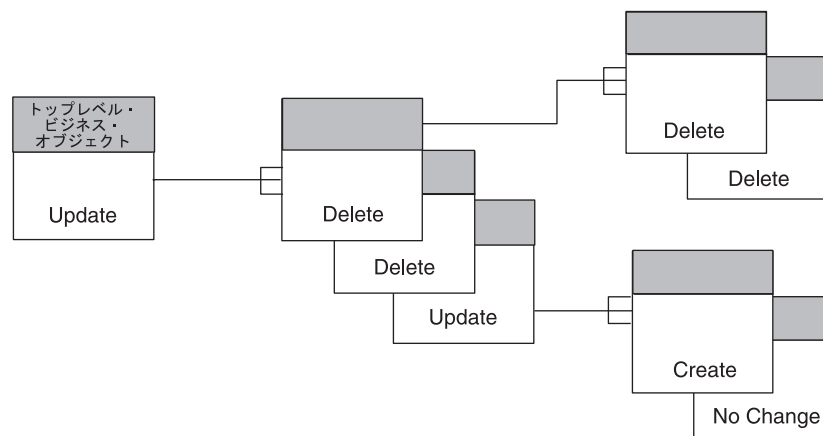 トップレベル・
ビジネス・
オブジェクト
Update
Delete
Delete
Update
Delete
Delete
Create
No Change